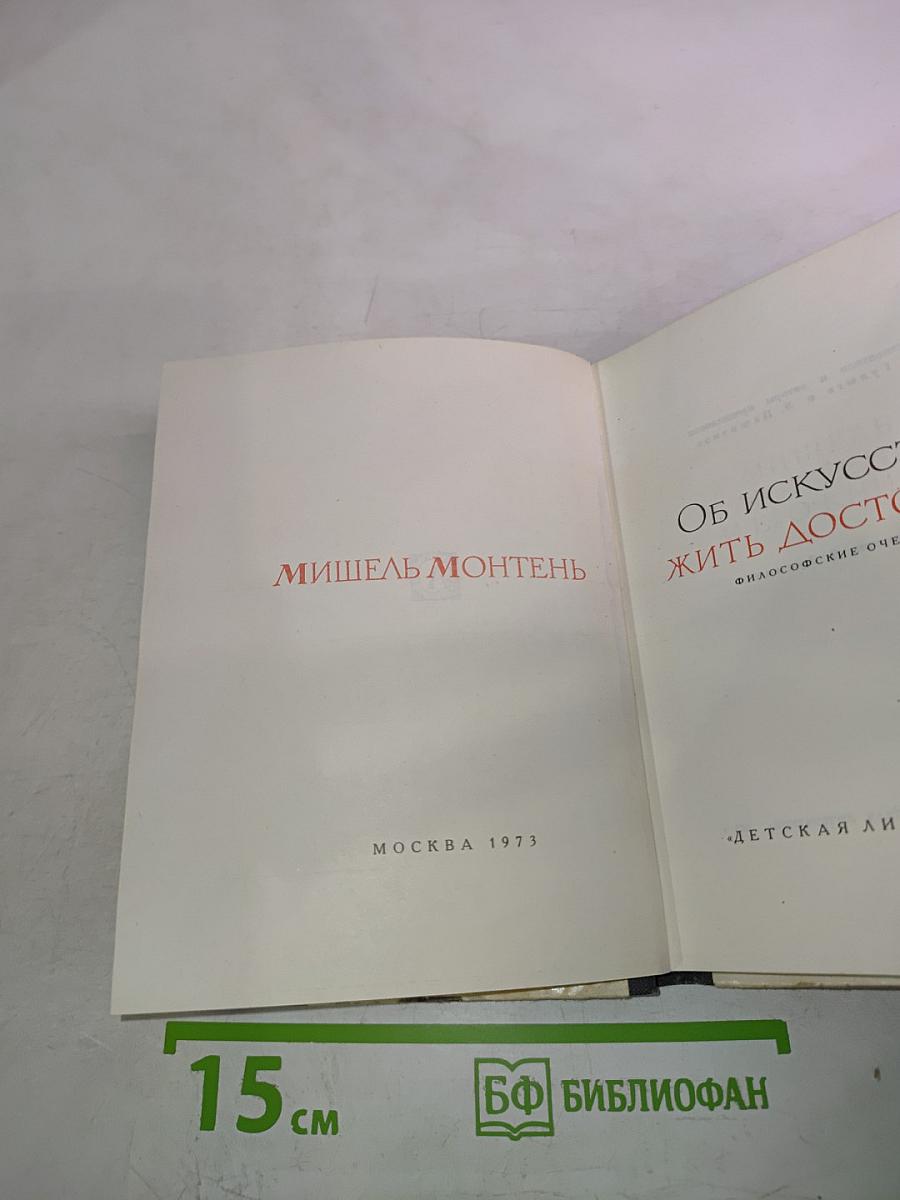 МИШЕЛЬ МОНТЕНЬ
МОСКВА 1973
ОБ ИСКУССТ
ЖИТЬ ДОСТО
ФИЛОСОФСКИЕ ОЧЕ
«ДЕТСКАЯ ЛИ
15 см
БФ БИБЛИОФАН